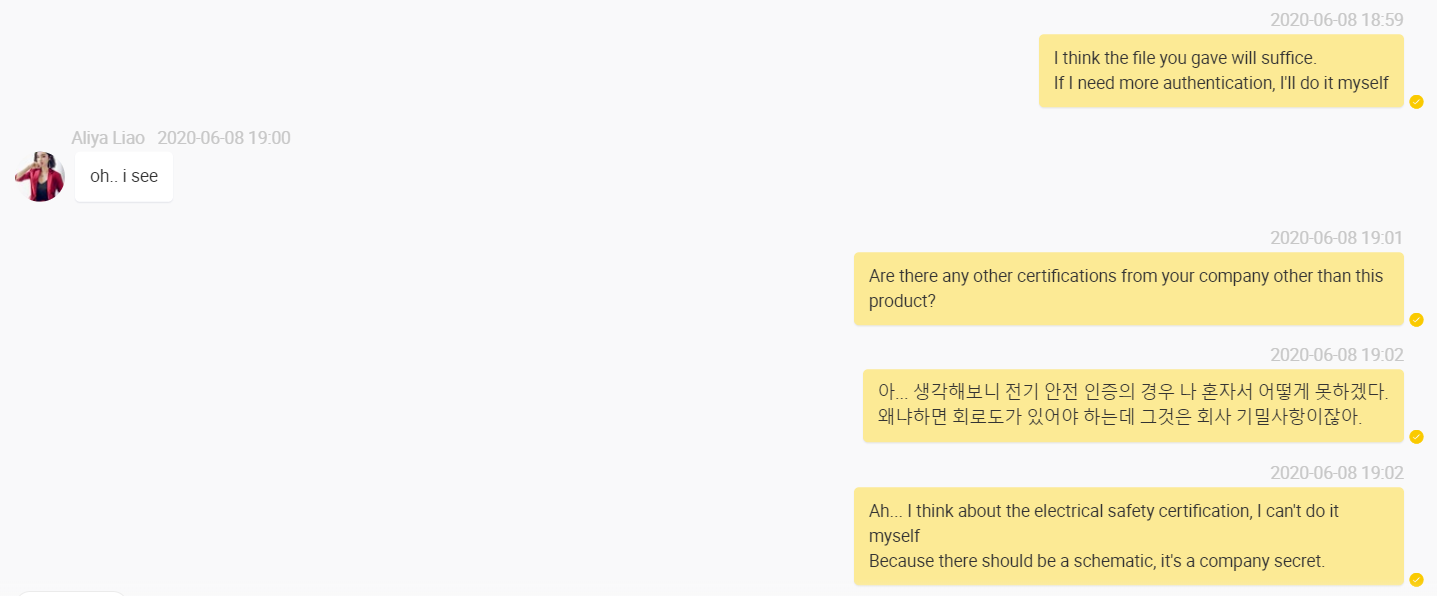 2020-06-08 18:59
I think the file you gave will suffice.
If I need more authentication, I'll do it myself
Aliya Liao 2020-06-08 19:00
oh.. i see
2020-06-08 19:01
Are there any other certifications from your company other than this
product?
2020-06-08 19:02
아... 생각해보니 전기 안전 인증의 경우 나 혼자서 어떻게 못하겠다.
왜냐하면 회로도가 있어야 하는데 그것은 회사 기밀사항이잖아.
2020-06-08 19:02
Ah... I think about the electrical safety certification, I can't do it
myself
Because there should be a schematic, it's a company secret.